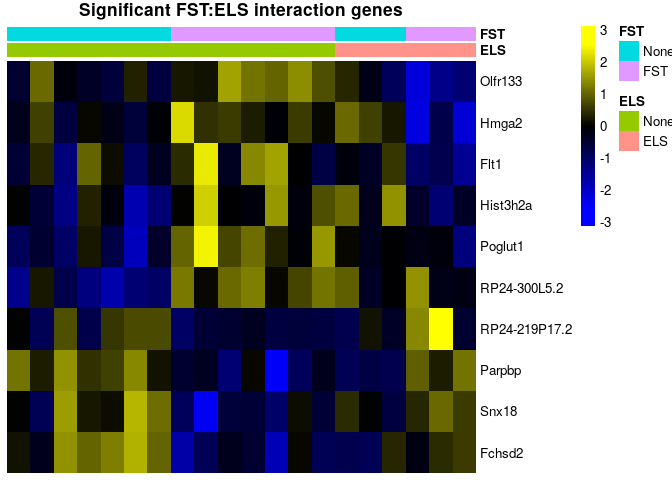 Significant FST:ELS interaction genes
FST
ELS
Olfr133
Hmga2
Flt1
Hist3h2a
Poglut1
RP24-300L5.2
RP24-219P17.2
Parpbp
Snx18
Fchsd2
3
2
1
0
-1
-2
-3
FST
None
FST
ELS
None
ELS